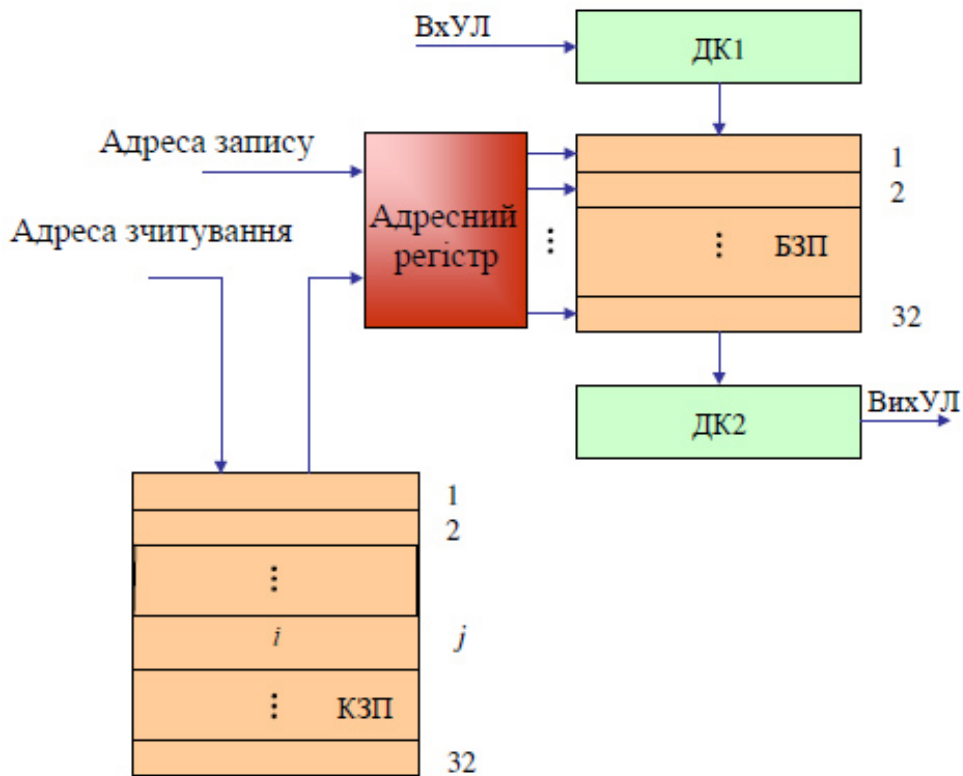 ВхУЛ
ДК1
Адреса запису
Адреса зчитування
Адресний
регістр
1
2
⋮
⋮ БЗП
32
ДК2
ВихУЛ
1
2
⋮
i j
⋮ КЗП
32